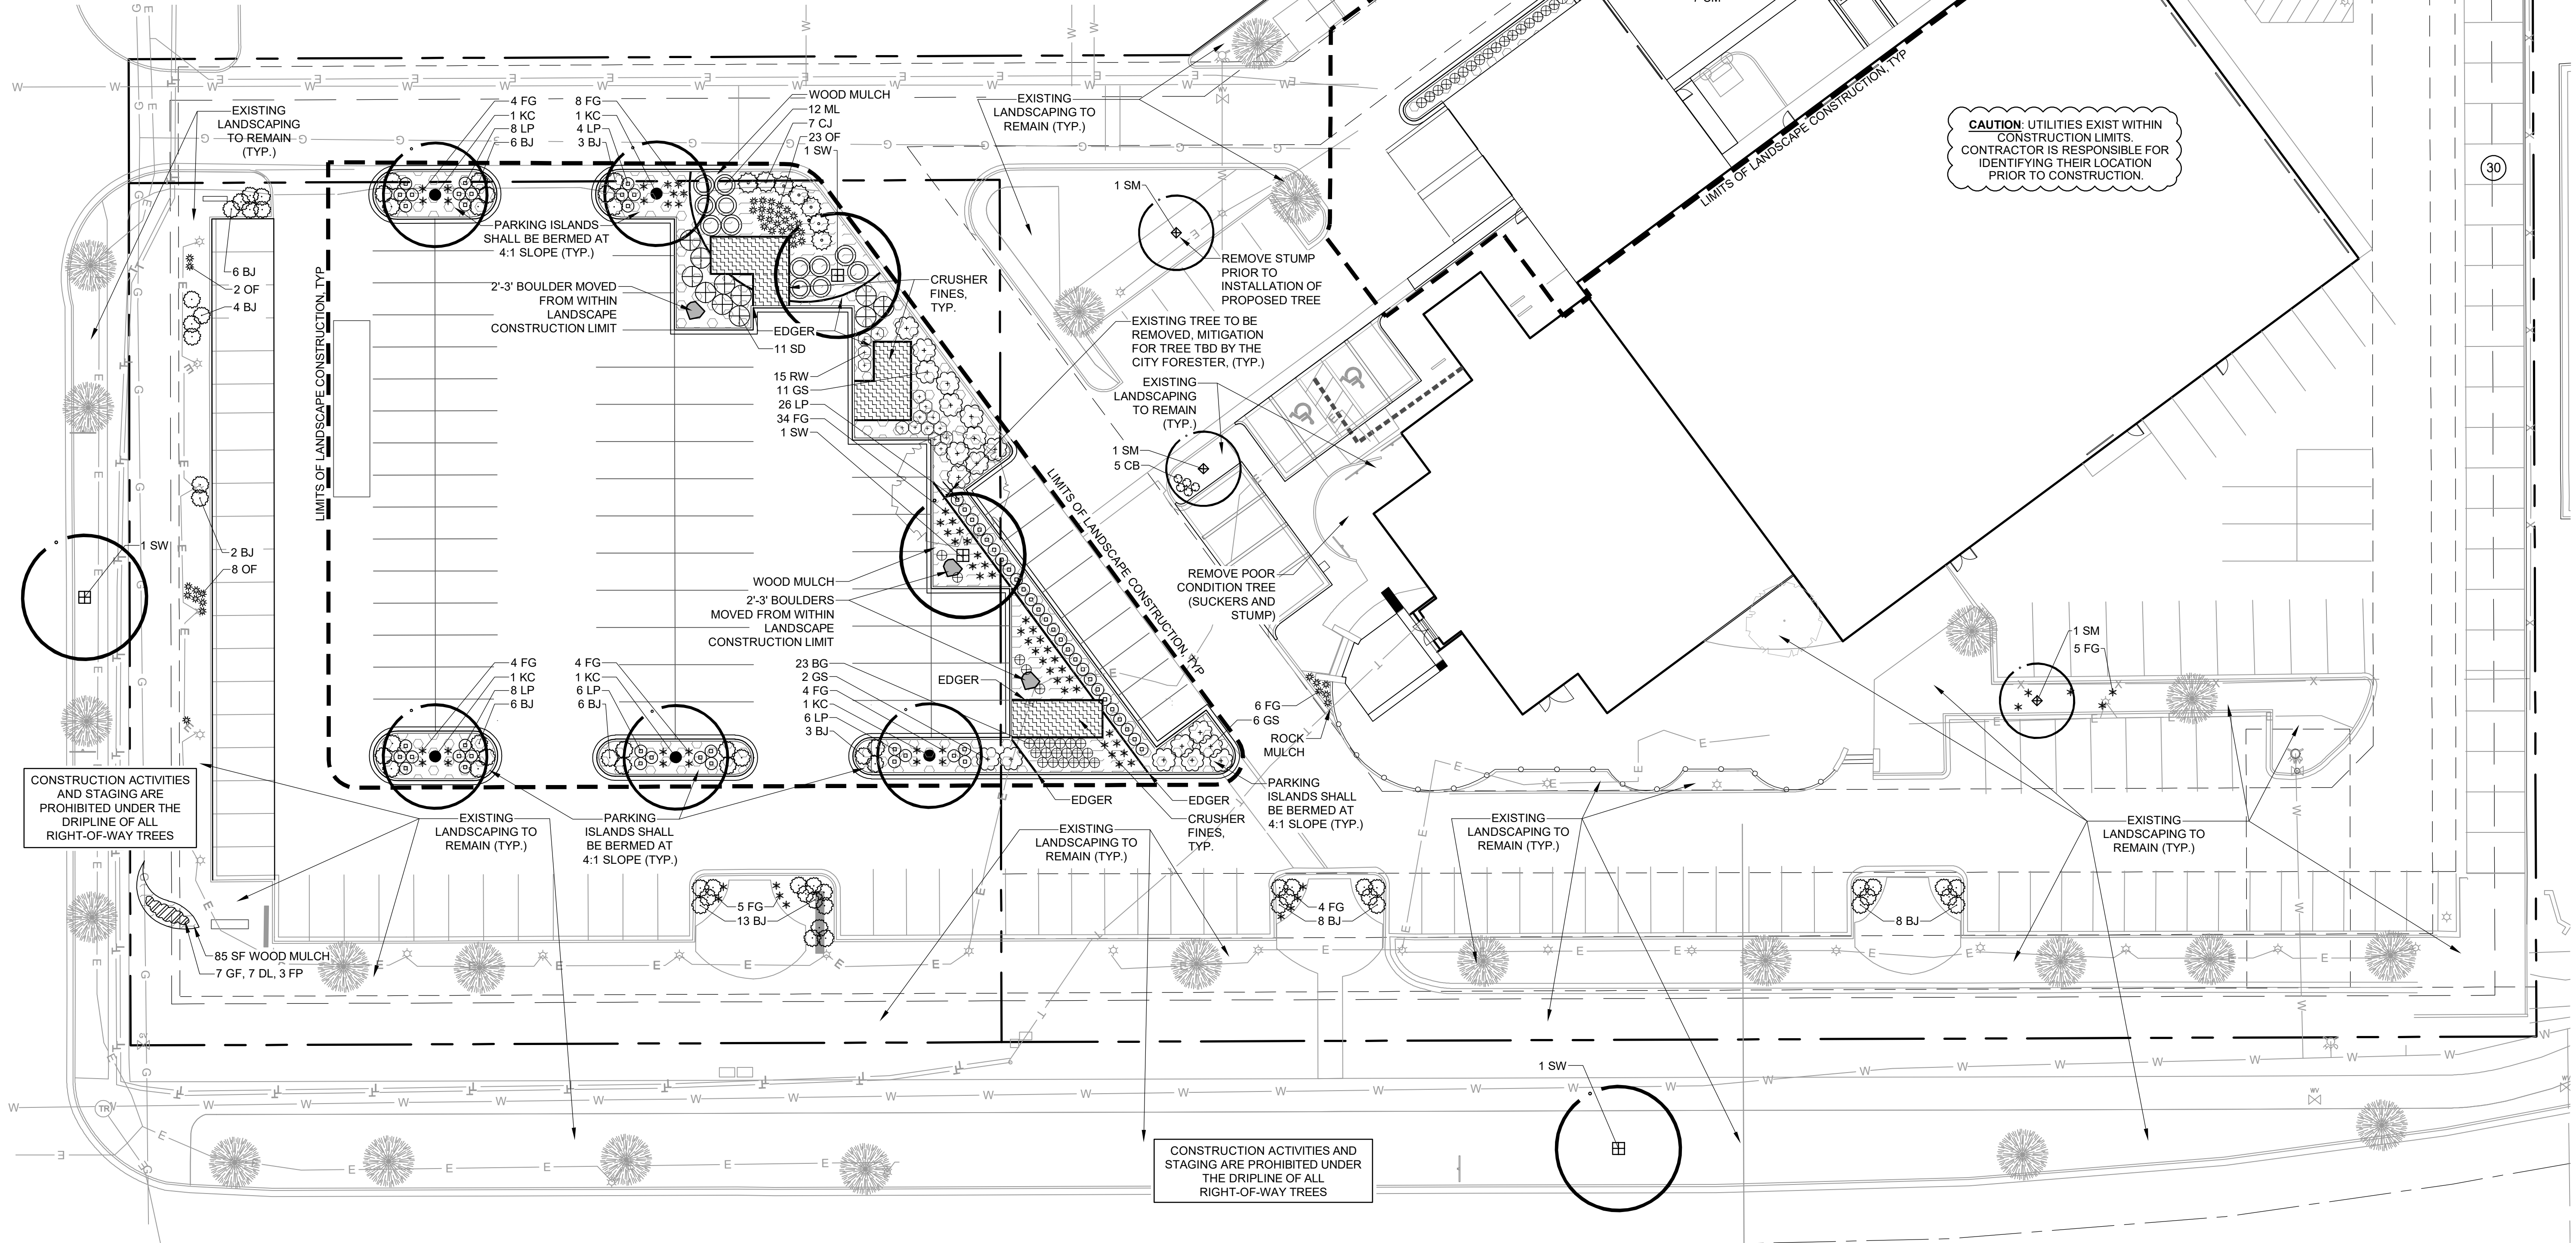 EXISTING
LANDSCAPING
TO REMAIN
(TYP.)
4 FG
1 KC
8 LP
6 BJ
8 FG
1 KC
4 LP
3 BJ
WOOD MULCH
12 ML
7 CJ
23 OF
1 SW
EXISTING
LANDSCAPING TO
REMAIN (TYP.)
LIMITS OF LANDSCAPE CONSTRUCTION, TYP
CAUTION: UTILITIES EXIST WITHIN
CONSTRUCTION LIMITS.
CONTRACTOR IS RESPONSIBLE FOR
IDENTIFYING THEIR LOCATION
PRIOR TO CONSTRUCTION.
30
PARKING ISLANDS
SHALL BE BERMED AT
4:1 SLOPE (TYP.)
6 BJ
2 OF
4 BJ
2'-3' BOULDER MOVED
FROM WITHIN
LANDSCAPE
CONSTRUCTION LIMIT
EDGER
11 SD
CRUSHER
FINES,
TYP.
1 SM
REMOVE STUMP
PRIOR TO
INSTALLATION OF
PROPOSED TREE
EXISTING TREE TO BE
REMOVED, MITIGATION
FOR TREE TBD BY THE
CITY FORESTER, (TYP.)
LIMITS OF LANDSCAPE CONSTRUCTION, TYP
15 RW
11 GS
26 LP
34 FG
1 SW
EXISTING
LANDSCAPING
TO REMAIN
(TYP.)
1 SM
5 CB
LIMITS OF LANDSCAPE CONSTRUCTION, TYP
1 SW
2 BJ
8 OF
WOOD MULCH
2'-3' BOULDERS
MOVED FROM WITHIN
LANDSCAPE
CONSTRUCTION LIMIT
REMOVE POOR
CONDITION TREE
(SUCKERS AND
STUMP)
1 SM
5 FG
4 FG
1 KC
8 LP
6 BJ
4 FG
1 KC
6 LP
6 BJ
23 BG
2 GS
4 FG
1 KC
6 LP
3 BJ
EDGER
6 FG
6 GS
ROCK
MULCH
CONSTRUCTION ACTIVITIES
AND STAGING ARE
PROHIBITED UNDER THE
DRIPLINE OF ALL
RIGHT-OF-WAY TREES
EXISTING
LANDSCAPING TO
REMAIN (TYP.)
PARKING
ISLANDS SHALL
BE BERMED AT
4:1 SLOPE (TYP.)
EDGER
EXISTING
LANDSCAPING TO
REMAIN (TYP.)
EDGER
CRUSHER
FINES,
TYP.
PARKING
ISLANDS SHALL
BE BERMED AT
4:1 SLOPE (TYP.)
EXISTING
LANDSCAPING TO
REMAIN (TYP.)
EXISTING
LANDSCAPING TO
REMAIN (TYP.)
5 FG
13 BJ
4 FG
8 BJ
8 BJ
85 SF WOOD MULCH
7 GF, 7 DL, 3 FP
1 SW
TR
WV
CONSTRUCTION ACTIVITIES AND
STAGING ARE PROHIBITED UNDER
THE DRIPLINE OF ALL
RIGHT-OF-WAY TREES